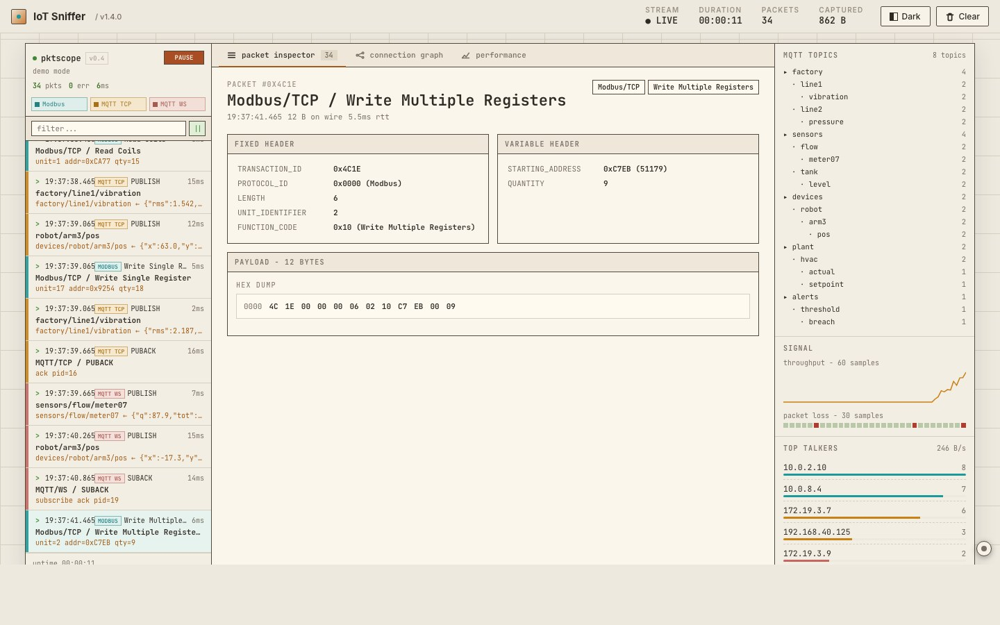 IoT Sniffer / v1.4.0
STREAM DURATION PACKETS CAPTURED
● LIVE 00:00:11 34 862 B
Dark Clear
pktscope v0.4 PAUSE
demo mode
34 pkts 0 err 6ms
Modbus MQTT TCP MQTT WS
filter...
||
Modbus/TCP / Read Coils
unit=1 addr=0xCA77 qty=15
> 19:37:38.465 MQTT TCP PUBLISH 15ms
factory/line1/vibration
factory/line1/vibration ← {"rms":1.542,…
> 19:37:39.065 MQTT TCP PUBLISH 12ms
robot/arm3/pos
devices/robot/arm3/pos ← {"x":63.0,"y":…
> 19:37:39.065 MODBUS Write Single R… 5ms
Modbus/TCP / Write Single Register
unit=17 addr=0x9254 qty=18
> 19:37:39.065 MQTT TCP PUBLISH 2ms
factory/line1/vibration
factory/line1/vibration ← {"rms":2.187,…
> 19:37:39.665 MQTT TCP PUBACK 16ms
MQTT/TCP / PUBACK
ack pid=16
> 19:37:39.665 MQTT WS PUBLISH 7ms
sensors/flow/meter07
sensors/flow/meter07 ← {"q":87.9,"tot":…
> 19:37:40.265 MQTT WS PUBLISH 15ms
robot/arm3/pos
devices/robot/arm3/pos ← {"x":-17.3,"y"…
> 19:37:40.865 MQTT WS SUBACK 14ms
MQTT/WS / SUBACK
subscribe ack pid=19
> 19:37:41.465 MODBUS Write Multiple… 6ms
Modbus/TCP / Write Multiple Registe…
unit=2 addr=0xC7EB qty=9
uptime 00:00:11
packet inspector 34 connection graph performance
PACKET #0X4C1E
Modbus/TCP / Write Multiple Registers
19:37:41.465 12 B on wire 5.5ms rtt
Modbus/TCP Write Multiple Registers
FIXED HEADER
TRANSACTION_ID 0x4C1E
PROTOCOL_ID 0x0000 (Modbus)
LENGTH 6
UNIT_IDENTIFIER 2
FUNCTION_CODE 0x10 (Write Multiple Registers)
VARIABLE HEADER
STARTING_ADDRESS 0xC7EB (51179)
QUANTITY 9
PAYLOAD - 12 BYTES
HEX DUMP
0000 4C 1E 00 00 00 06 02 10 C7 EB 00 09
MQTT TOPICS 8 topics
▸ factory 4
· line1 2
· vibration 2
· line2 2
· pressure 2
▸ sensors 4
· flow 2
· meter07 2
· tank 2
· level 2
▸ devices 2
· robot 2
· arm3 2
· pos 2
▸ plant 2
· hvac 2
· actual 1
· setpoint 1
▸ alerts 1
· threshold 1
· breach 1
SIGNAL
throughput - 60 samples
packet loss - 30 samples
TOP TALKERS 246 B/s
10.0.2.10 8
10.0.8.4 7
172.19.3.7 6
192.168.40.125 3
172.19.3.9 2